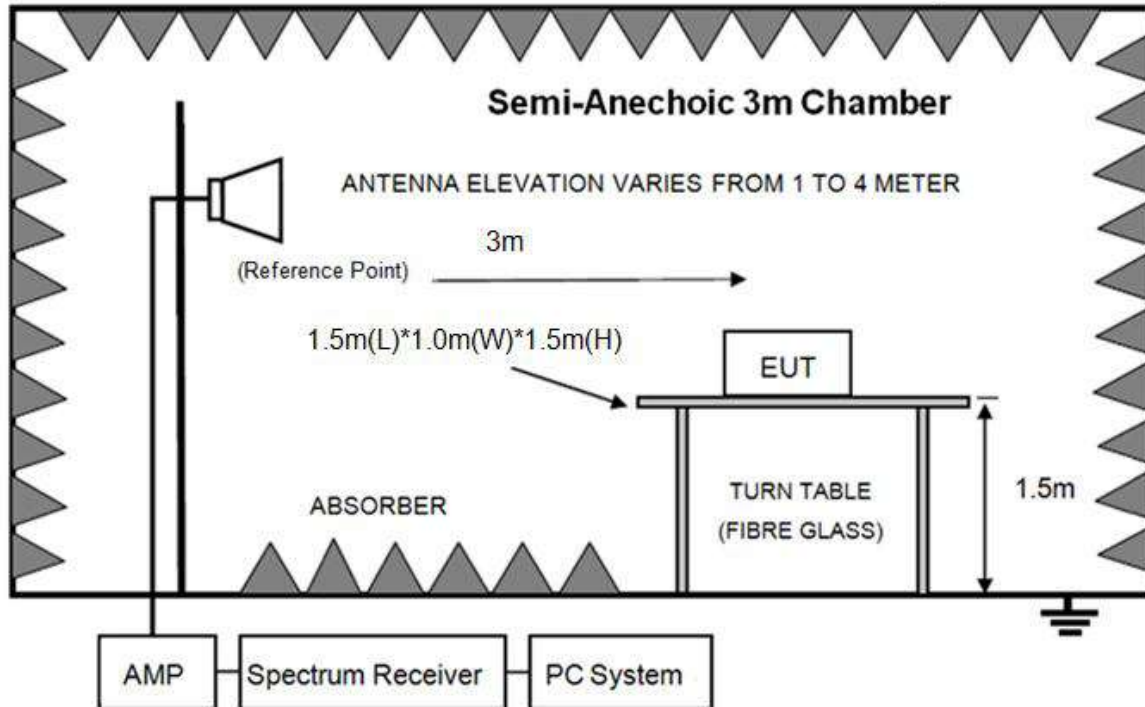 Semi-Anechoic 3m Chamber
ANTENNA ELEVATION VARIES FROM 1 TO 4 METER
3m
(Reference Point)
1.5m(L)*1.0m(W)*1.5m(H)
EUT
ABSORBER
TURN TABLE
(FIBRE GLASS)
1.5m
AMP
Spectrum Receiver
PC System